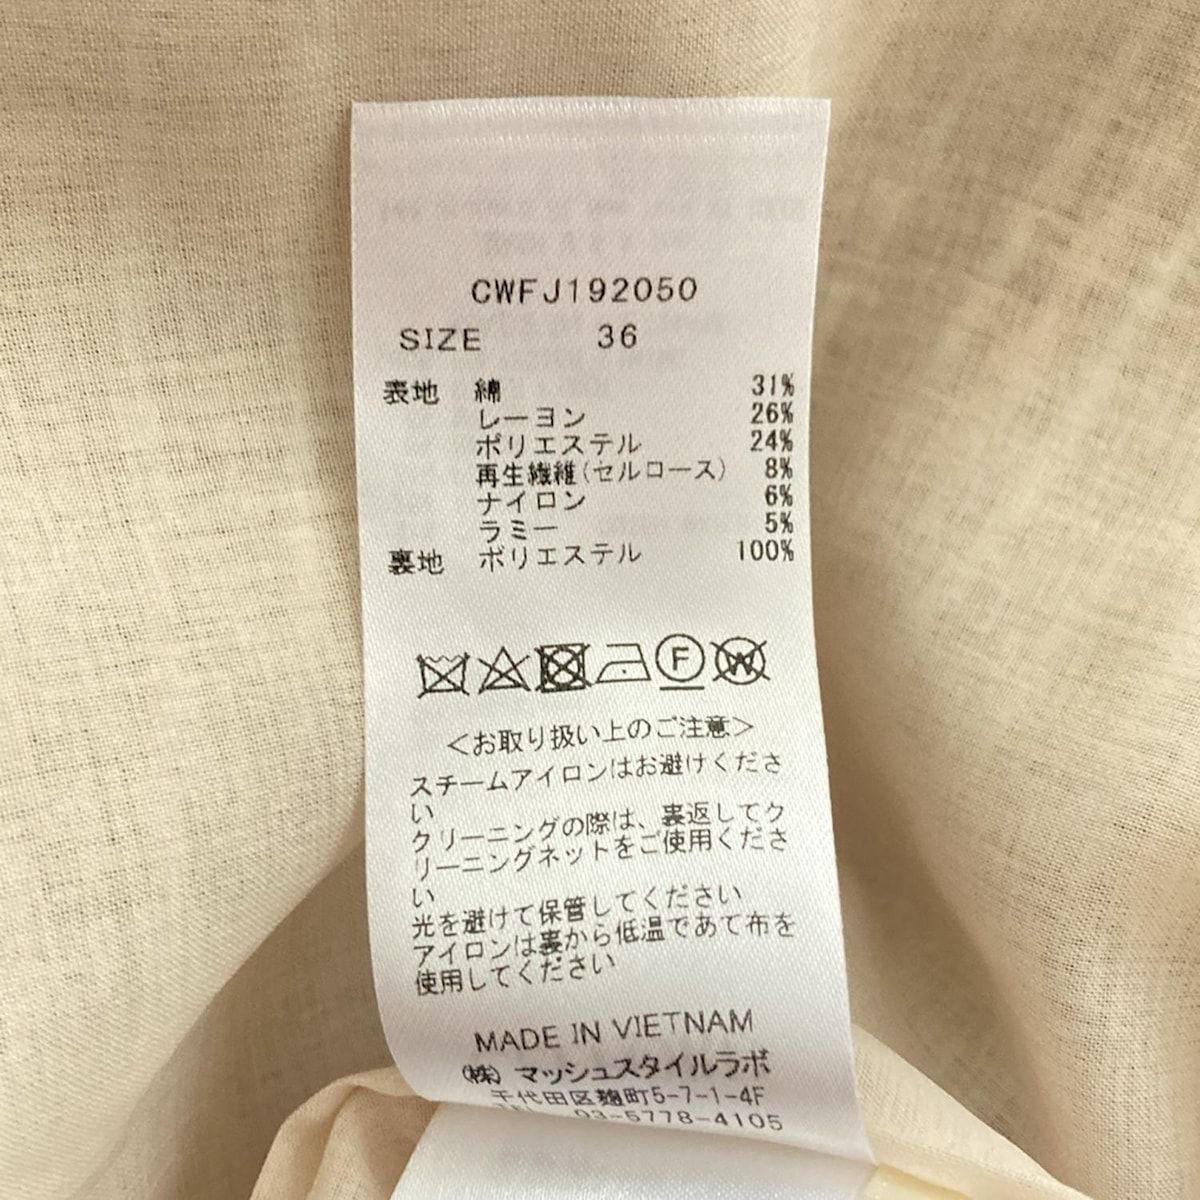 CWFJ192050
SIZE 36
表地 綿 31%
レーヨン 26%
ポリエステル 24%
再生繊維(セルロース) 8%
ナイロン 6%
ラミー 5%
裏地 ポリエステル 100%
F W
<お取り扱い上のご注意>
スチームアイロンはお避けくださ
い
クリーニングの際は、裏返してク
リーニングネットをご使用くださ
い
光を避けて保管してください
アイロンは裏から低温であて布を
使用してください
MADE IN VIETNAM
(株)マッシュスタイルラボ
千代田区麹町5-7-1-4F
TEL 03-5778-4105